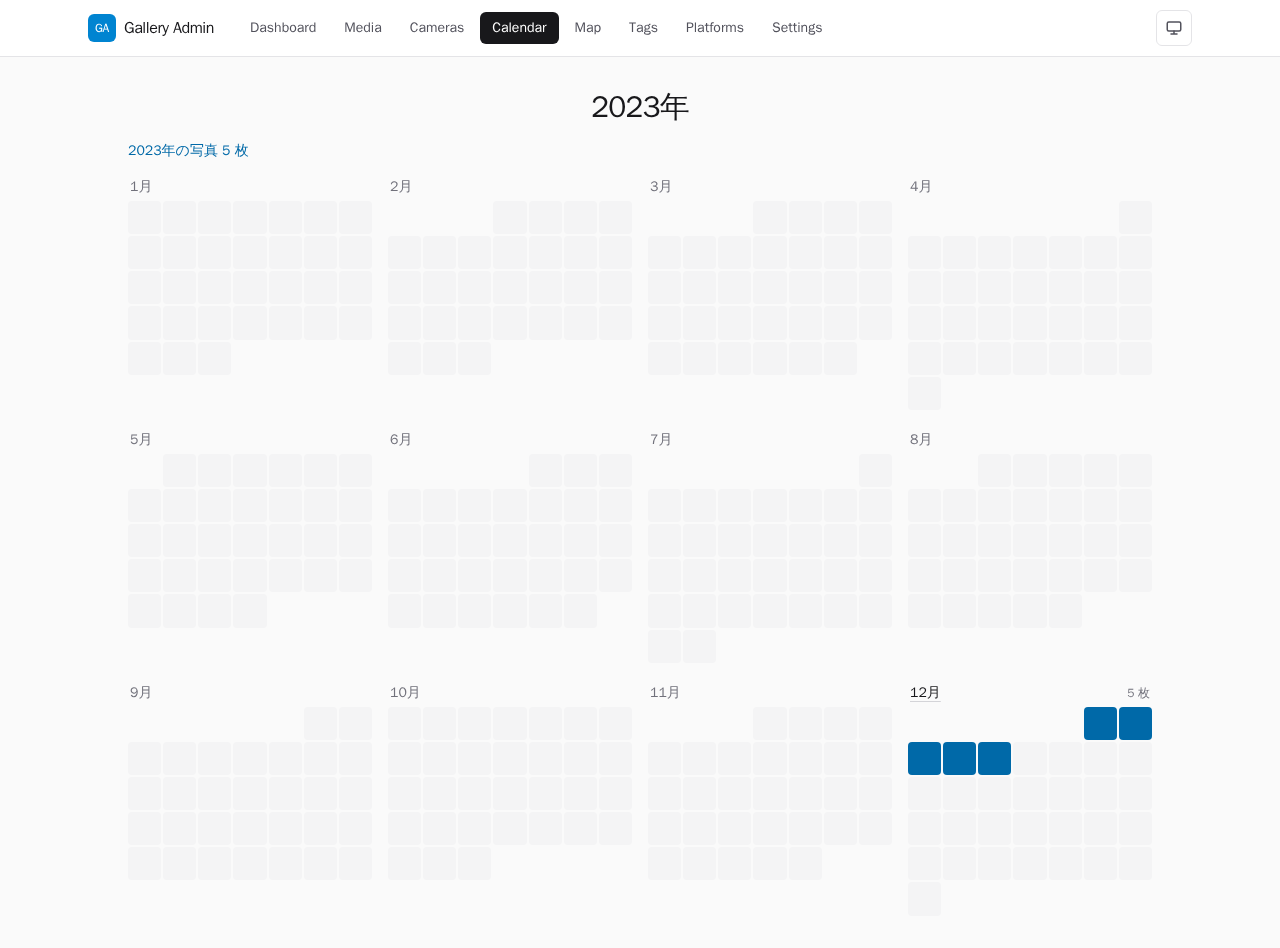 GA Gallery Admin Dashboard Media Cameras Calendar Map Tags Platforms Settings
2023年
2023年の写真 5 枚
1月 2月 3月 4月
5月 6月 7月 8月
9月 10月 11月 12月 5 枚